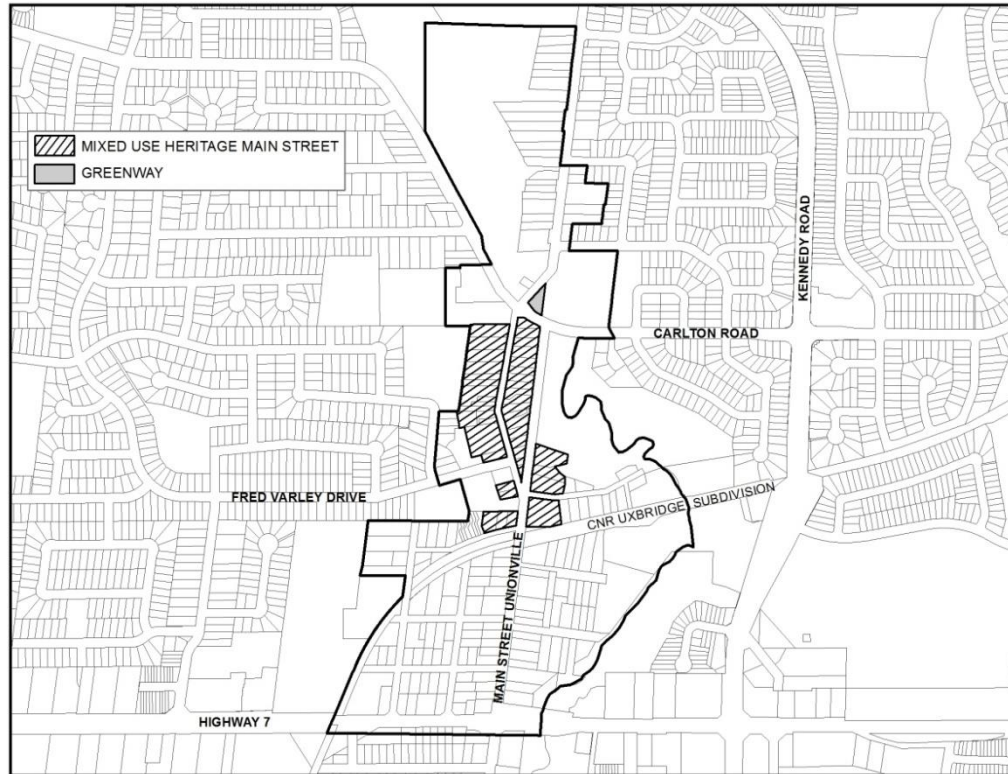 MIXED USE HERITAGE MAIN STREET
GREENWAY
KENNEDY ROAD
CARLTON ROAD
FRED VARLEY DRIVE
CNR UXBRIDGE SUBDIVISION
MAIN STREET UNIONVILLE
HIGHWAY 7